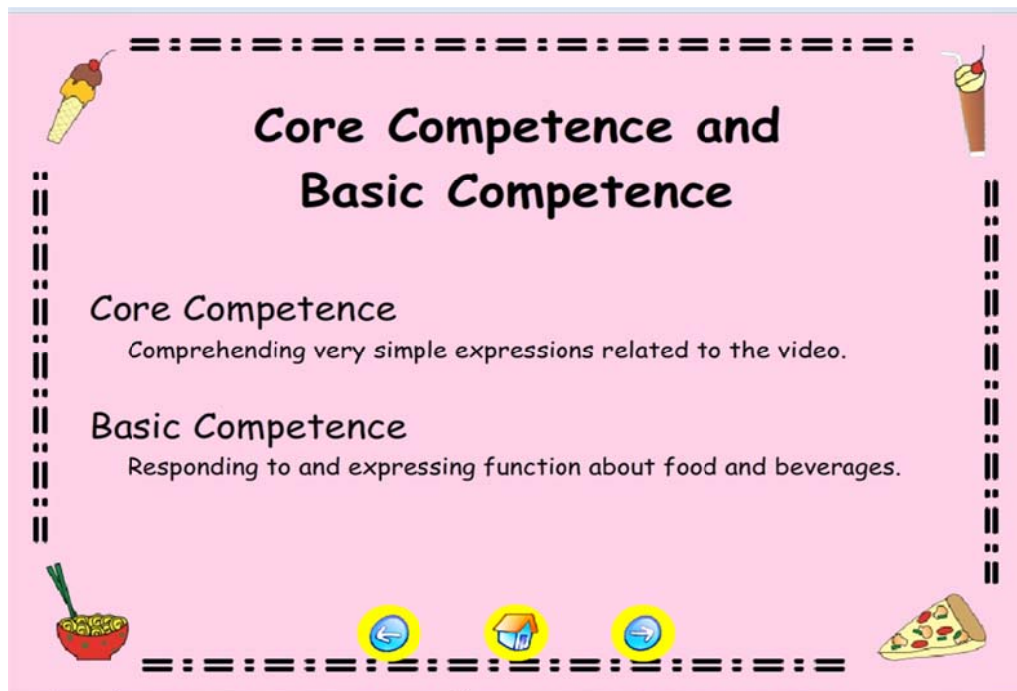 Core Competence and
Basic Competence
Core Competence
Comprehending very simple expressions related to the video.
Basic Competence
Responding to and expressing function about food and beverages.